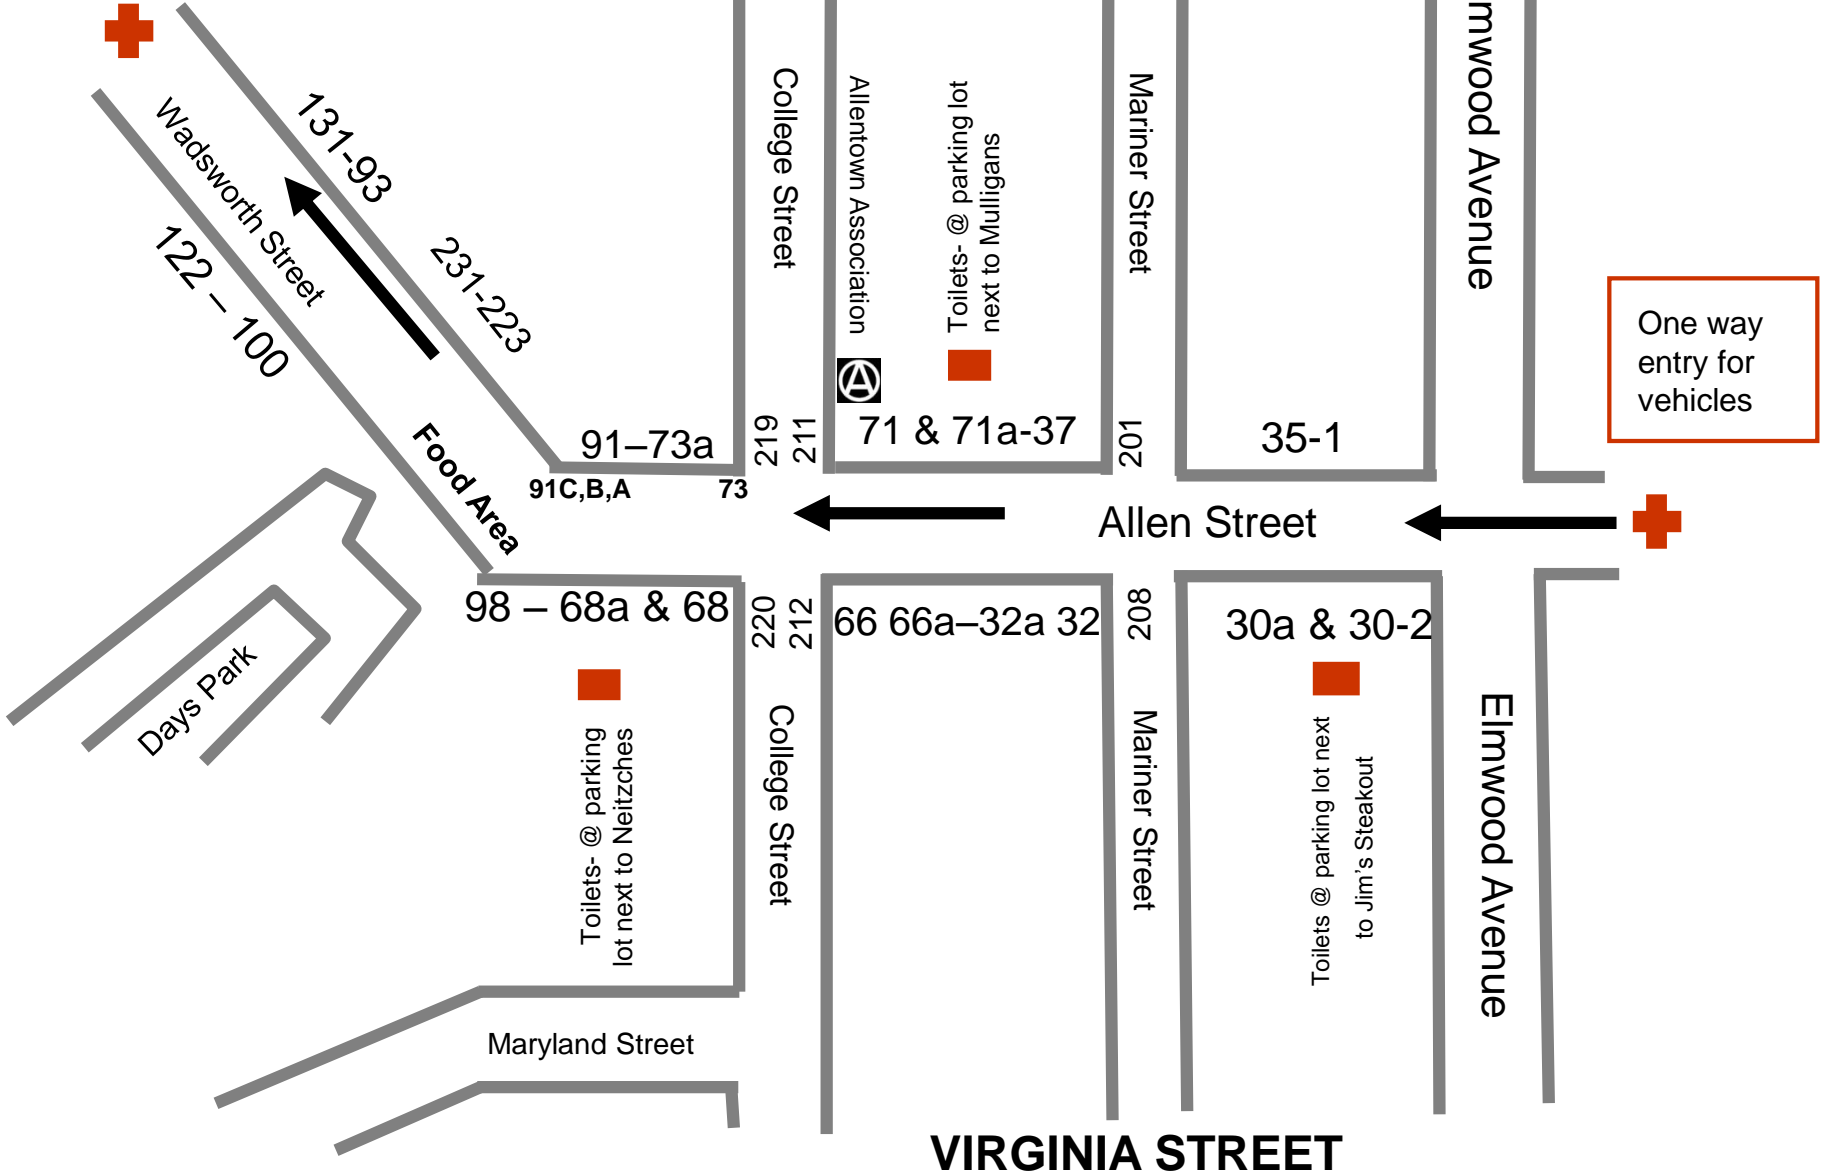 mwood Avenue
College Street
Allentown Association
Toilets- @ parking lot
next to Mulligans
Mariner Street
131-93
Wadsworth Street
122 – 100
231-223
One way
entry for
vehicles
Food Area
91–73a
219
211
A
71 & 71a-37
201
35-1
91C,B,A
73
Allen Street
98 – 68a & 68
220
212
66 66a–32a 32
208
30a & 30-2
Days Park
Toilets- @ parking
lot next to Neitzches
College Street
Mariner Street
Toilets @ parking lot next
to Jim's Steakout
Elmwood Avenue
Maryland Street
VIRGINIA STREET